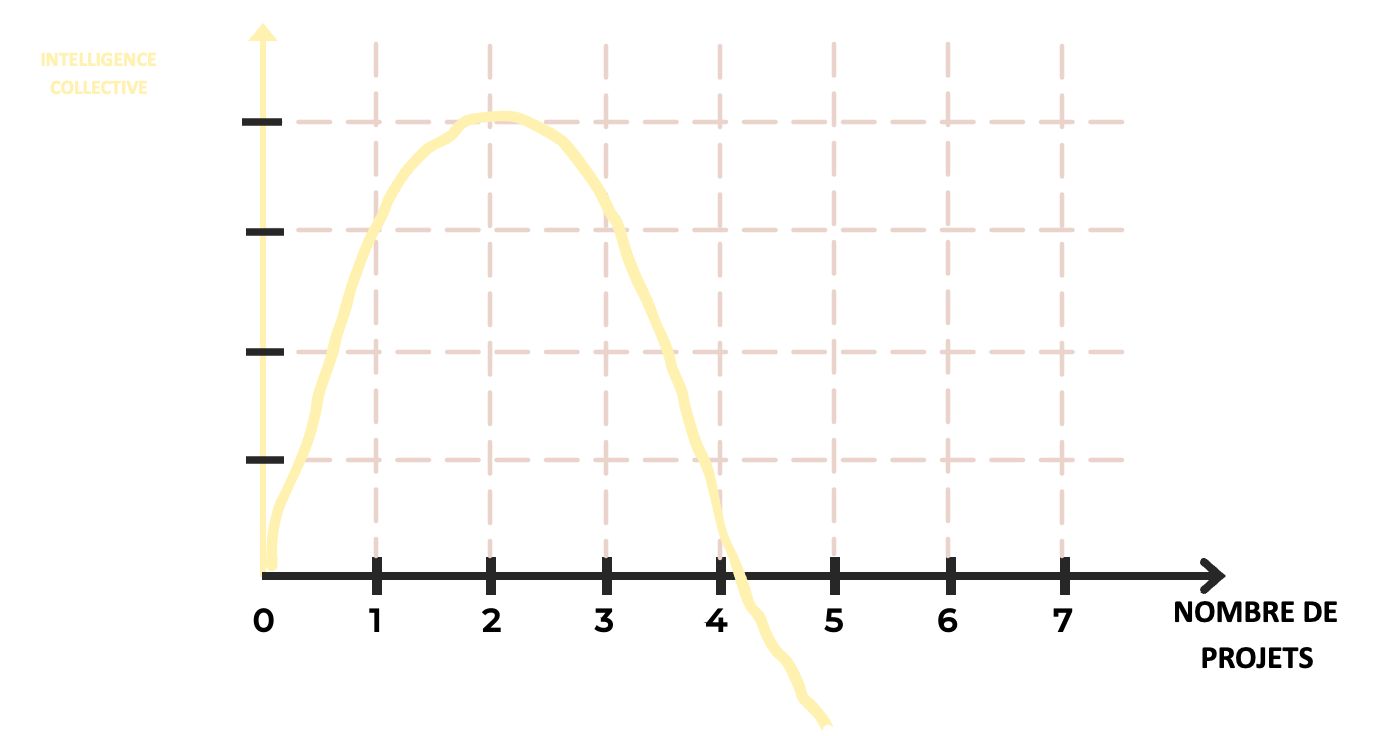 INTELLIGENCE
COLLECTIVE
0 1 2 3 4 5 6 7
NOMBRE DE
PROJETS